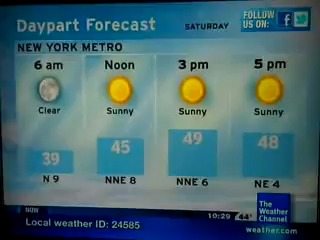 Daypart Forecast
SATURDAY
FOLLOW US ON:
NEW YORK METRO
6 am Noon 3 pm 5 pm
Clear Sunny Sunny Sunny
39 45 49 48
N 9 NNE 8 NNE 6 NE 4
NOW
10:29 44°
Local weather ID: 24585
The Weather Channel
weather.com